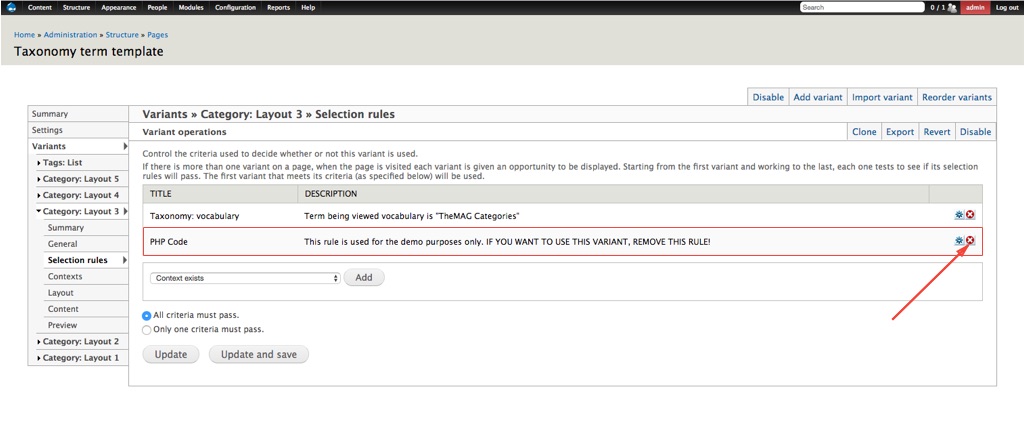 Content Structure Appearance People Modules Configuration Reports Help Search 0 / 1 admin Log out
Home » Administration » Structure » Pages
Taxonomy term template
Disable Add variant Import variant Reorder variants
Summary
Settings
Variants
Tags: List
Category: Layout 5
Category: Layout 4
Category: Layout 3
Summary
General
Selection rules
Contexts
Layout
Content
Preview
Category: Layout 2
Category: Layout 1
Variants » Category: Layout 3 » Selection rules
Variant operations Clone Export Revert Disable
Control the criteria used to decide whether or not this variant is used.
If there is more than one variant on a page, when the page is visited each variant is given an opportunity to be displayed. Starting from the first variant and working to the last, each one tests to see if its selection
rules will pass. The first variant that meets its criteria (as specified below) will be used.
TITLE DESCRIPTION
Taxonomy: vocabulary Term being viewed vocabulary is "TheMAG Categories"
PHP Code This rule is used for the demo purposes only. IF YOU WANT TO USE THIS VARIANT, REMOVE THIS RULE!
Context exists Add
All criteria must pass.
Only one criteria must pass.
Update Update and save